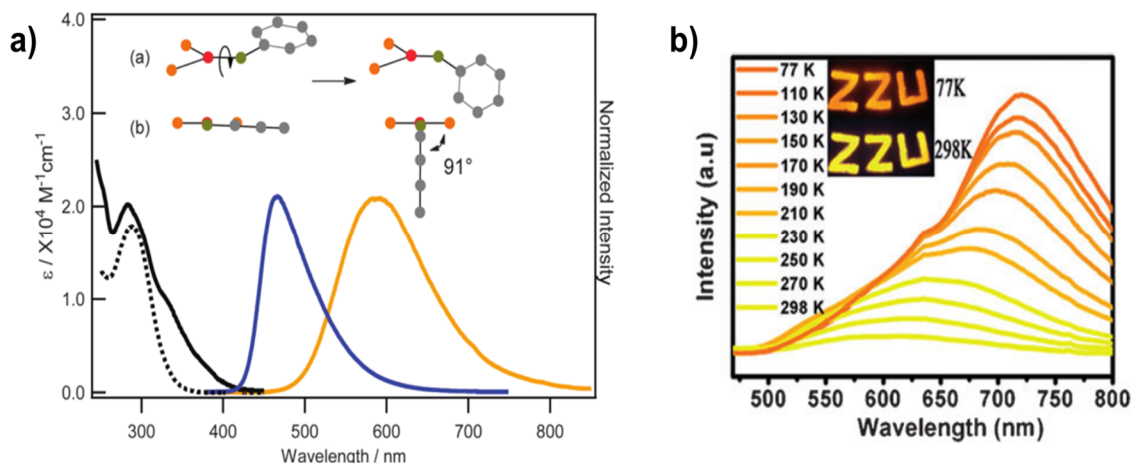 a)
4.0
3.0
2.0
1.0
0.0
ε / X10⁴ M⁻¹cm⁻¹
(a)
(b)
91°
Normalized Intensity
300 400 500 600 700 800
Wavelength / nm
b)
77 K
110 K
130 K
150 K
170 K
190 K
210 K
230 K
250 K
270 K
298 K
ZZU 77K
ZZU 298K
Intensity (a.u)
500 550 600 650 700 750 800
Wavelength (nm)